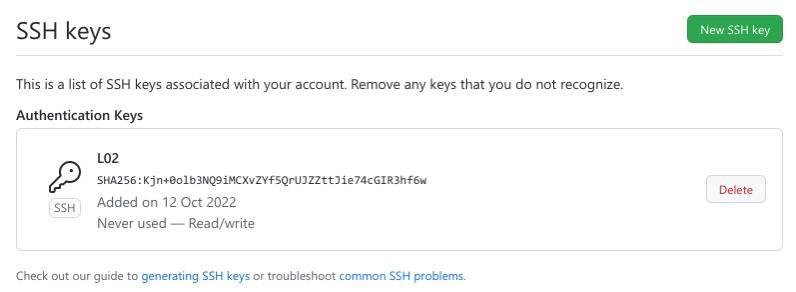 SSH keys
New SSH key
This is a list of SSH keys associated with your account. Remove any keys that you do not recognize.
Authentication Keys
L02
SHA256:Kjn+0olb3NQ9iMCXvZYf5QrUJZZttJie74cGIR3hf6w
SSH
Added on 12 Oct 2022
Never used — Read/write
Delete
Check out our guide to generating SSH keys or troubleshoot common SSH problems.